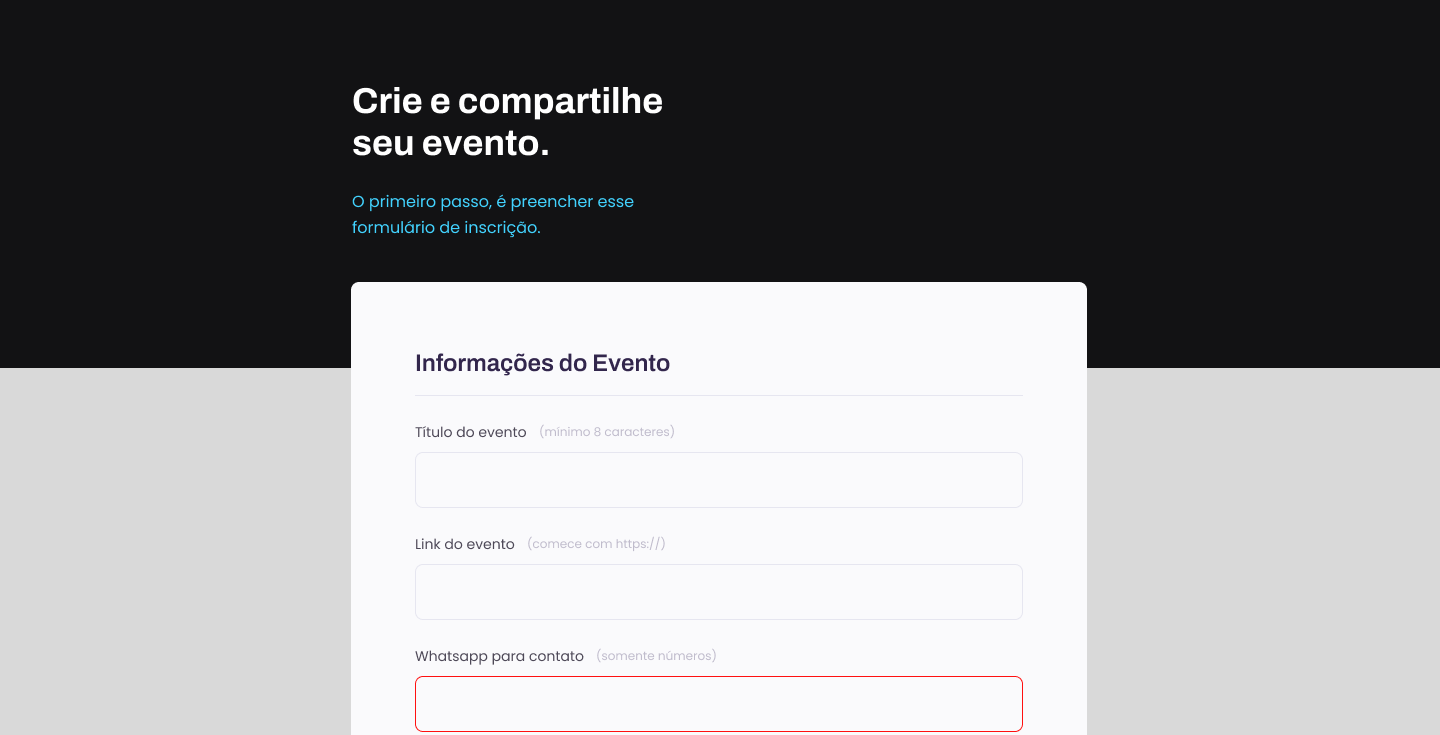 Crie e compartilhe
seu evento.
O primeiro passo, é preencher esse
formulário de inscrição.
Informações do Evento
Título do evento (mínimo 8 caracteres)
Link do evento (comece com https://)
Whatsapp para contato (somente números)